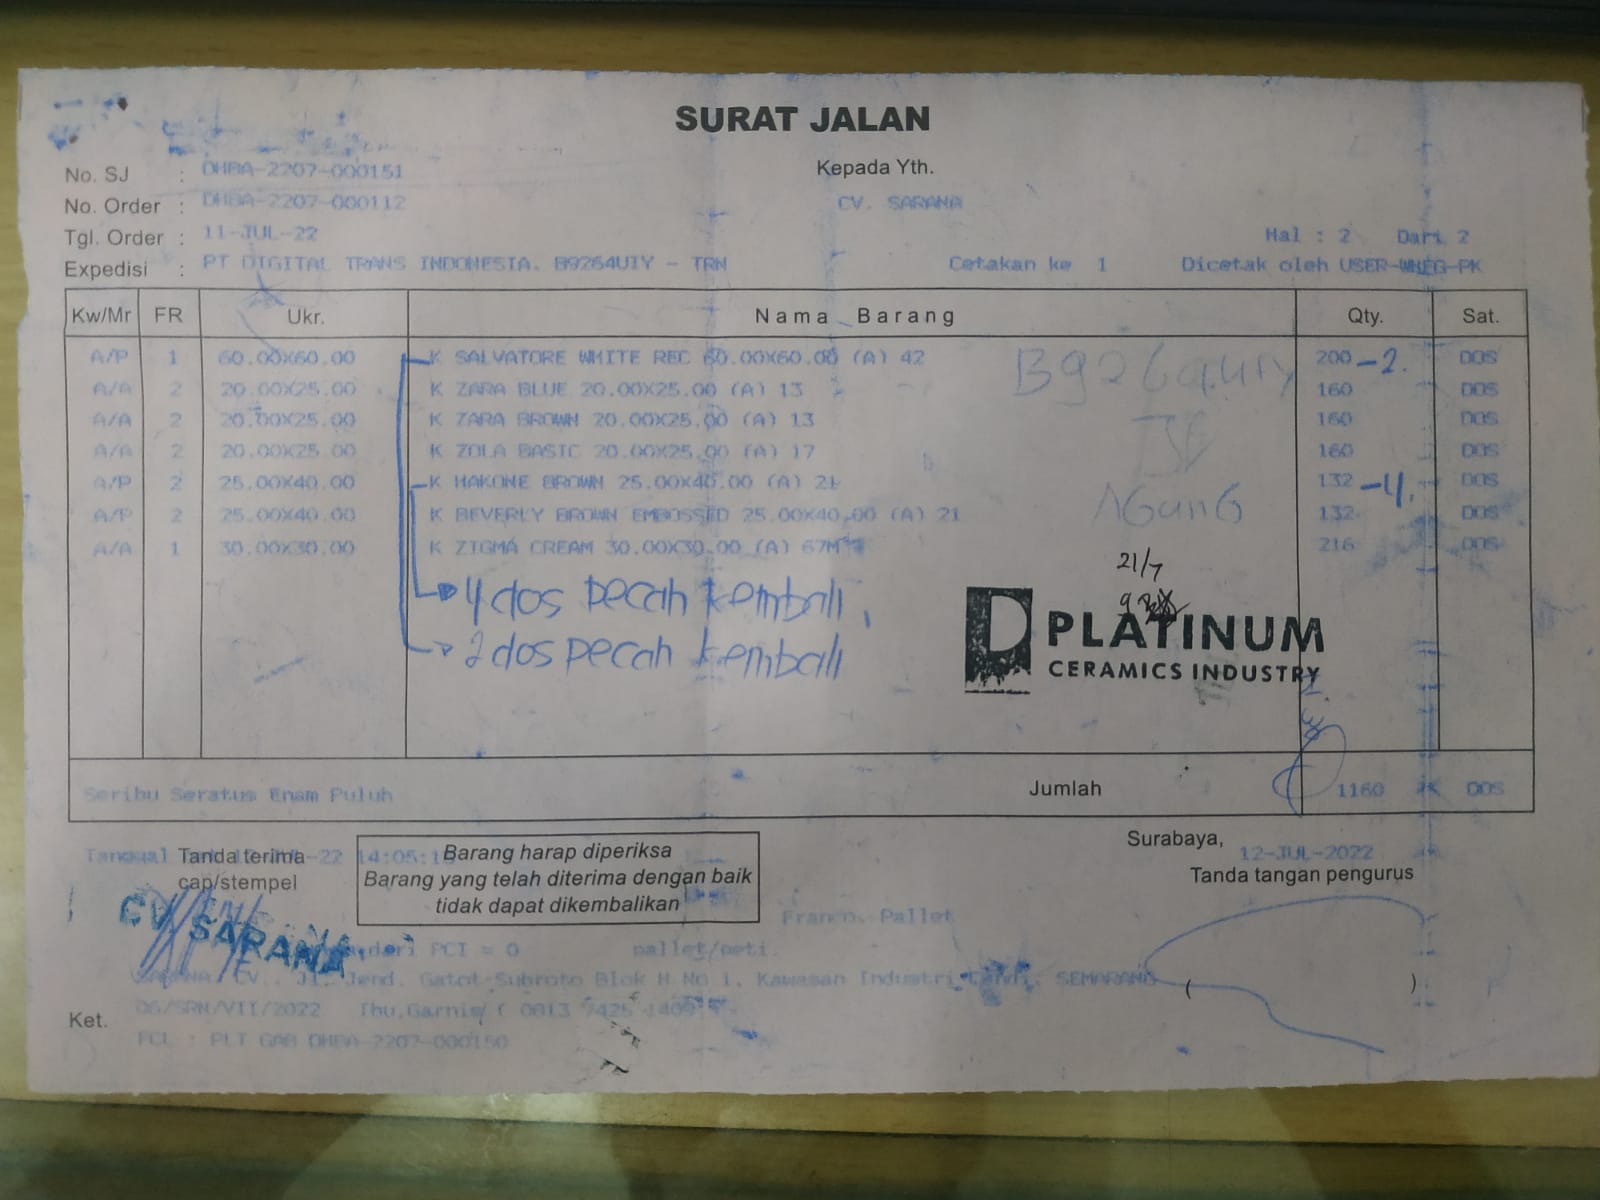 SURAT JALAN
No. SJ : DHBA-2207-000151
Kepada Yth.
No. Order : DHBA-2207-000112
CV. SARANA
Tgl. Order : 11-JUL-22
Hal : 2 Dari 2
Expedisi : PT DIGITAL TRANS INDONESIA. B9264UIY - TRN
Cetakan ke 1 Dicetak oleh USER-WHEG-PK
Kw/Mr FR Ukr. Nama Barang Qty. Sat.
A/P 1 60.00X60.00 K SALVATORE WHITE REC 60.00X60.00 (A) 42 200 -2. DOS
A/A 2 20.00X25.00 K ZARA BLUE 20.00X25.00 (A) 13 160 DOS
A/A 2 20.00X25.00 K ZARA BROWN 20.00X25.00 (A) 13 160 DOS
A/A 2 20.00X25.00 K ZOLA BASIC 20.00X25.00 (A) 17 160 DOS
A/P 2 25.00X40.00 K HAKONE BROWN 25.00X40.00 (A) 21 132 -4. DOS
A/P 2 25.00X40.00 K BEVERLY BROWN EMBOSSED 25.00X40.00 (A) 21 132 DOS
A/A 1 30.00X30.00 K ZIGMA CREAM 30.00X30.00 (A) 67M 216 DOS
AGunG
21/7
4 dos pecah kembali
2 dos pecah kembali
PLATINUM
CERAMICS INDUSTRY
Seribu Seratus Enam Puluh Jumlah 1160 DOS
Tanggal 14:05:1
Tanda terima
cap/stempel
CV. SARANA
Barang harap diperiksa
Barang yang telah diterima dengan baik
tidak dapat dikembalikan
Surabaya, 12-JUL-2022
Tanda tangan pengurus
Franco. Pallet
dari PCI = 0 pallet/peti.
SARANA, CV. Jl. Jend. Gatot Subroto Blok H No 1, Kawasan Industri Candi, SEMARANG
( )
Ket. 06/SRN/VII/2022
FCL : PLT GAB DHBA-2207-000150